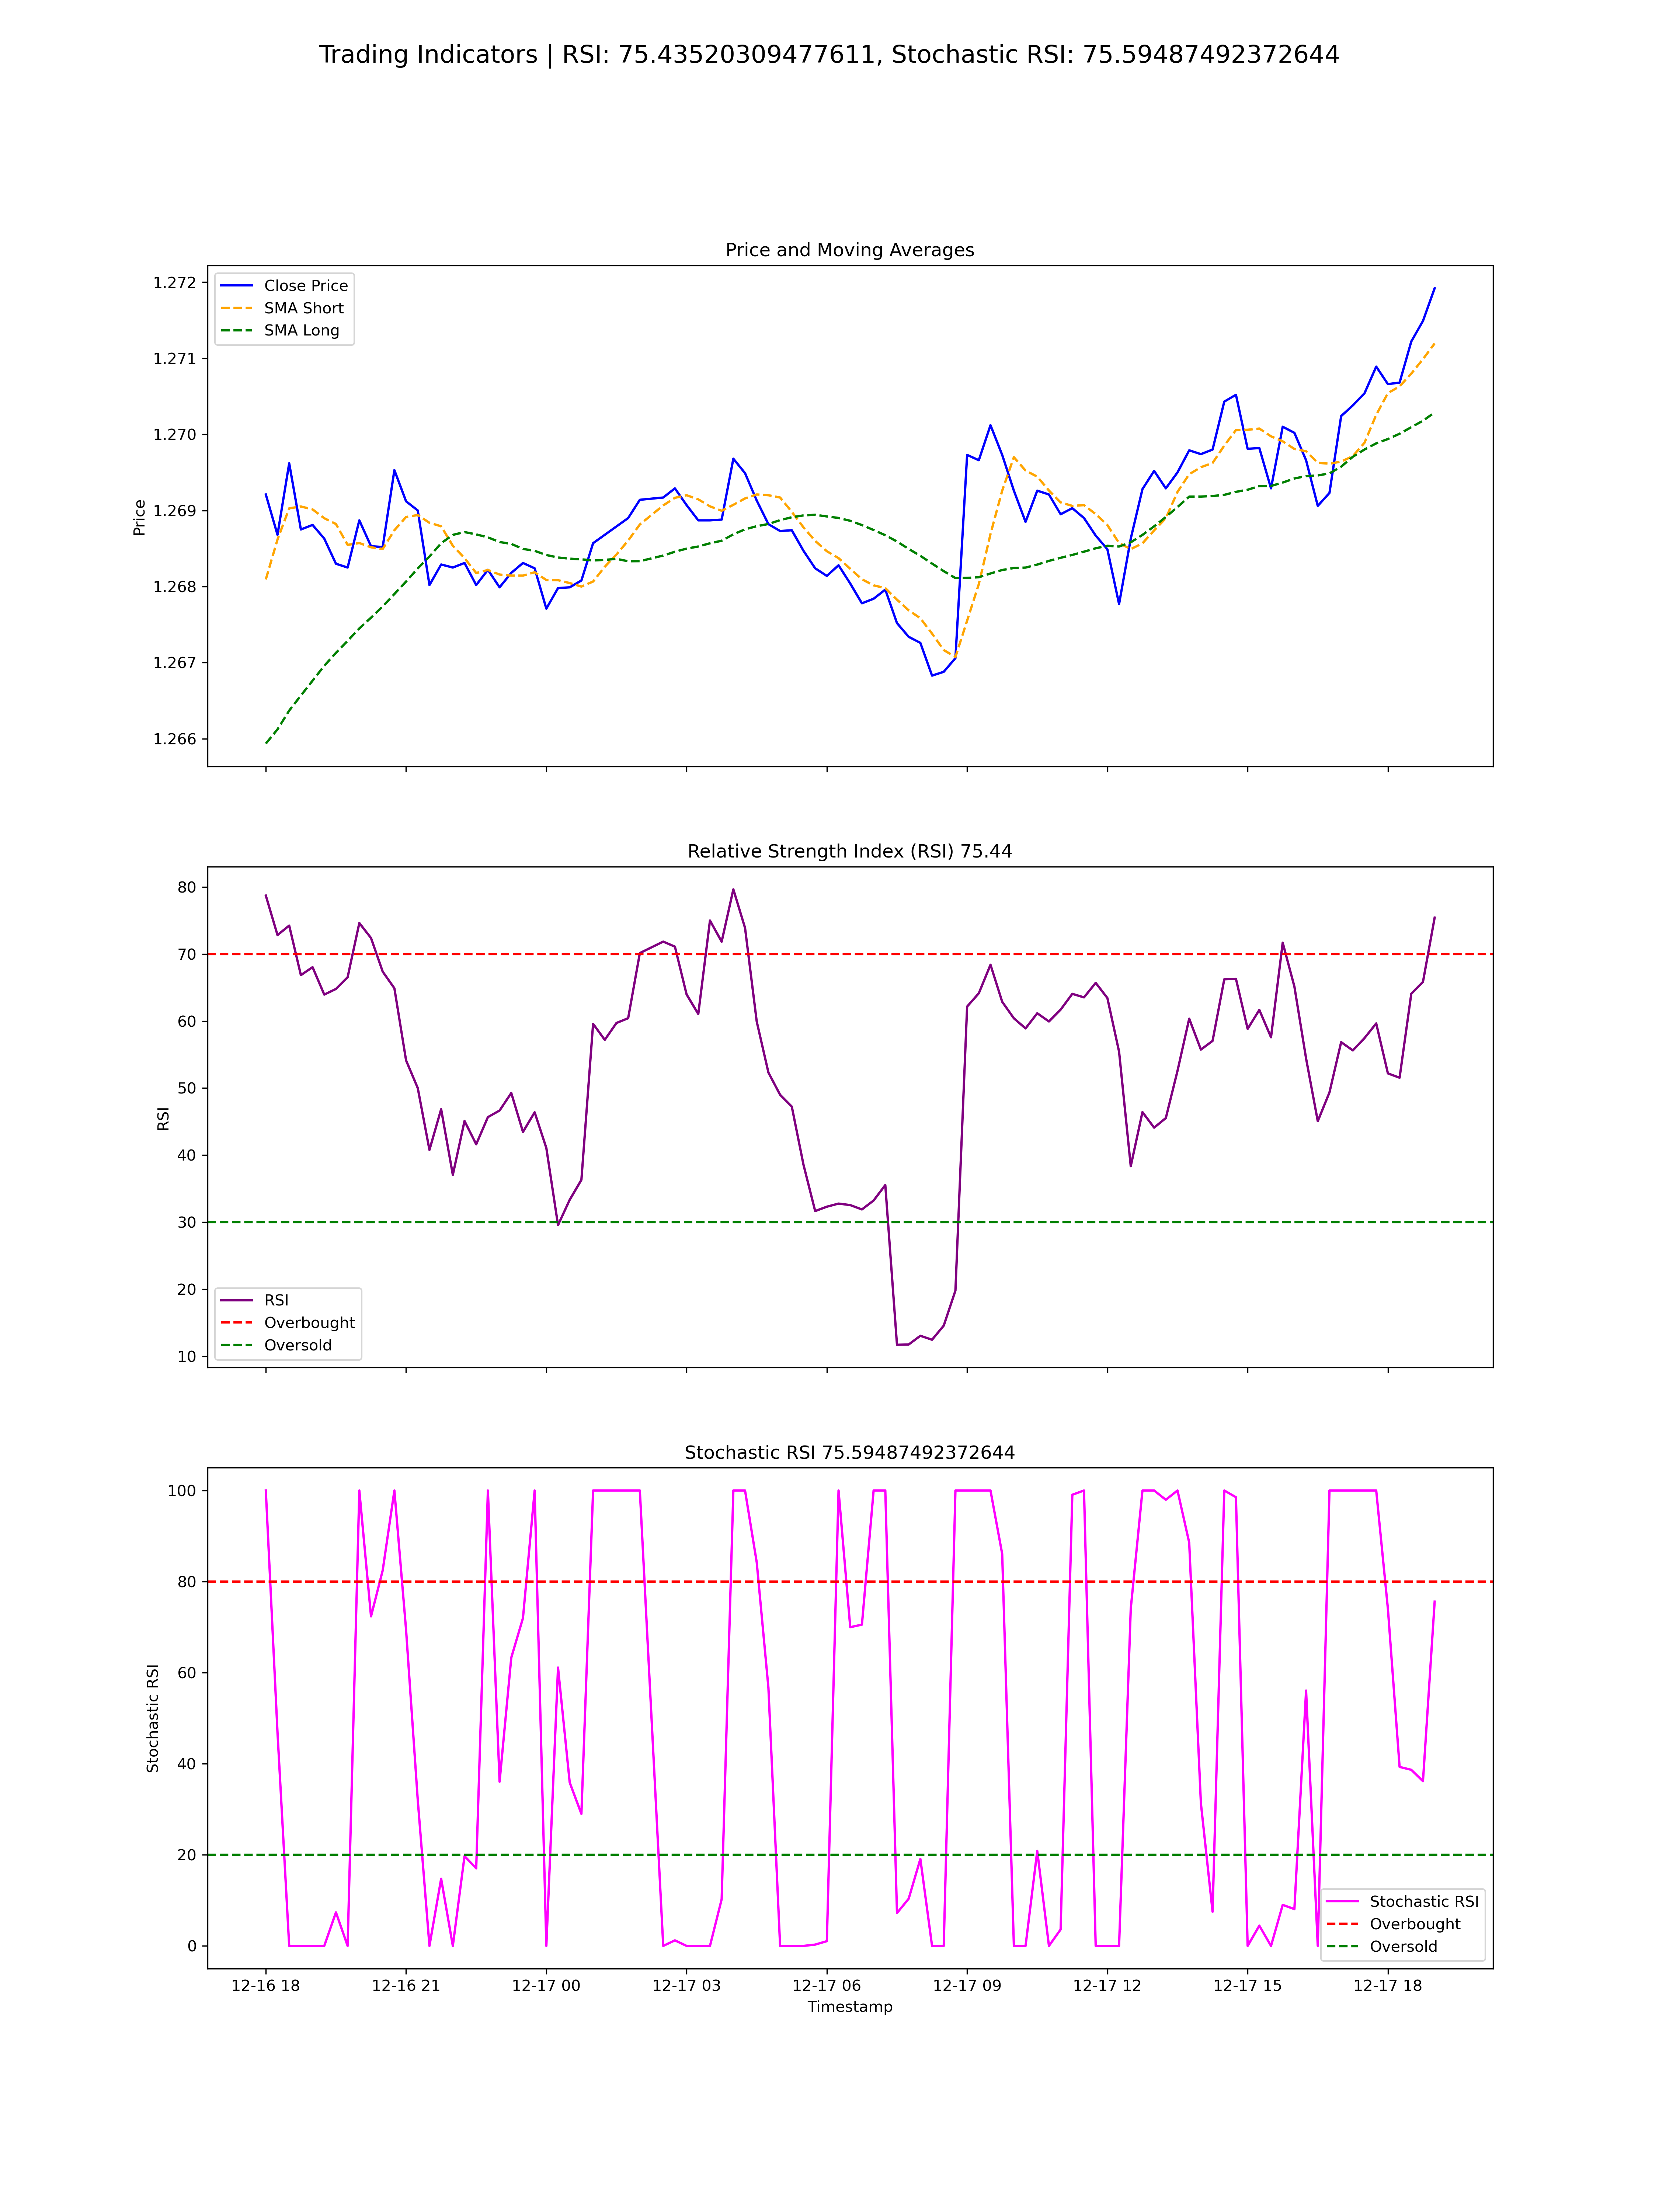 Trading Indicators | RSI: 75.43520309477611, Stochastic RSI: 75.59487492372644
Price and Moving Averages
Close Price
SMA Short
SMA Long
Price
1.272
1.271
1.270
1.269
1.268
1.267
1.266
Relative Strength Index (RSI) 75.44
RSI
80
70
60
50
40
30
20
10
RSI
Overbought
Oversold
Stochastic RSI 75.59487492372644
Stochastic RSI
100
80
60
40
20
0
Stochastic RSI
Overbought
Oversold
12-16 18
12-16 21
12-17 00
12-17 03
12-17 06
12-17 09
12-17 12
12-17 15
12-17 18
Timestamp